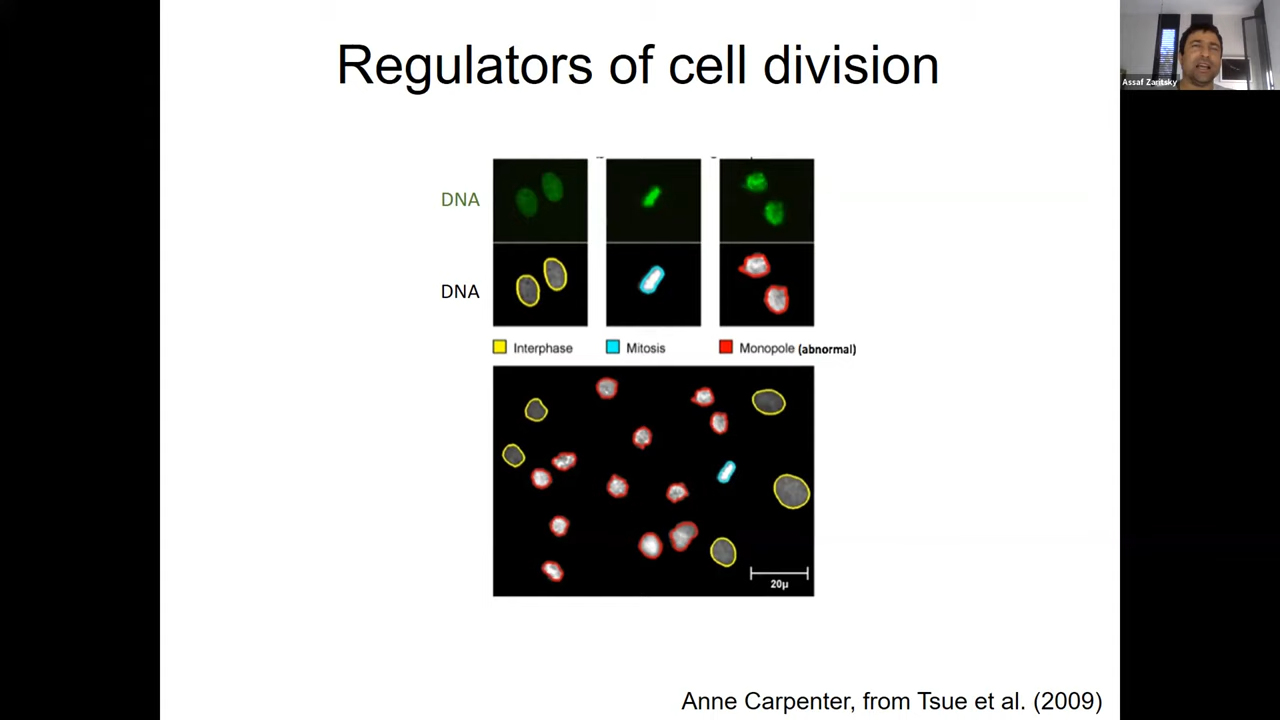 Regulators of cell division
Assaf Zaritsky
DNA
DNA
Interphase
Mitosis
Monopole (abnormal)
20μ
Anne Carpenter, from Tsue et al. (2009)